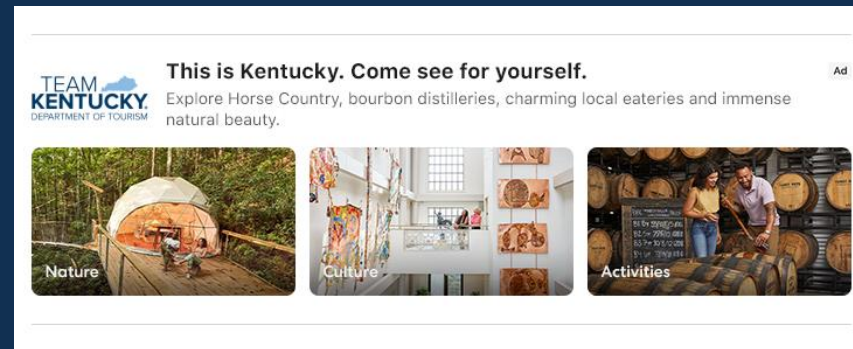 TEAM
KENTUCKY
DEPARTMENT OF TOURISM
This is Kentucky. Come see for yourself.
Ad
Explore Horse Country, bourbon distilleries, charming local eateries and immense
natural beauty.
Nature
Culture
Activities